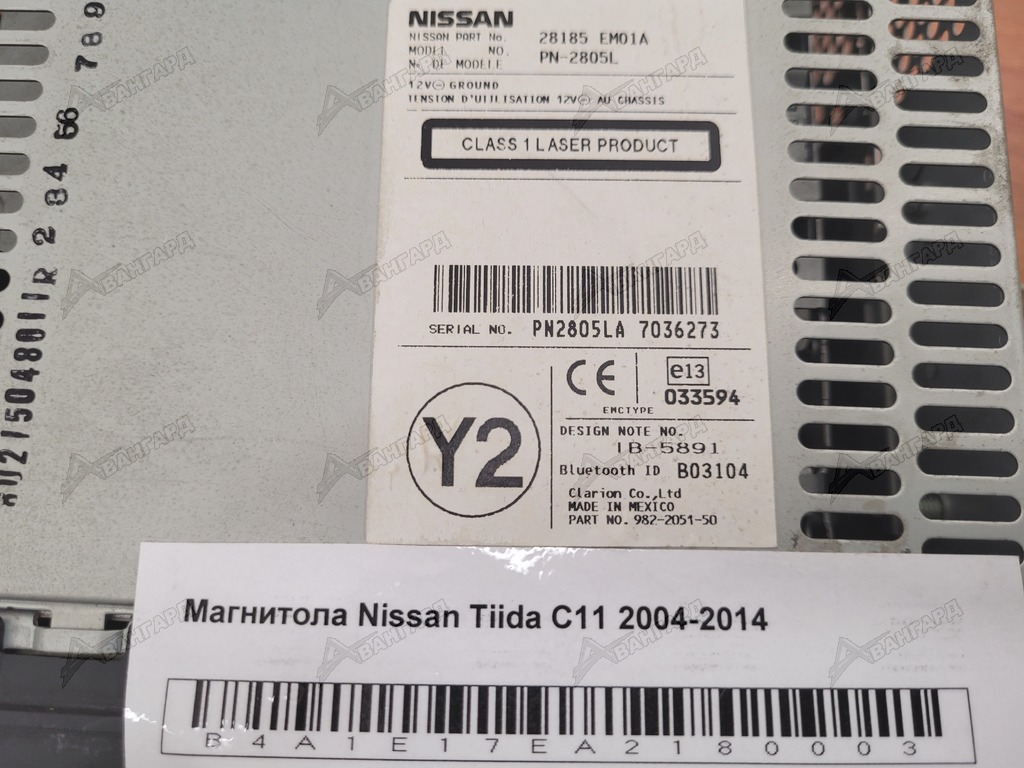 NISSAN
NISSAN PART No. 28185 EM01A
MODEL NO. PN-2805L
No. DE MODELE
12V⊖ GROUND
TENSION D'UTILISATION 12V⊖ AU CHASSIS
CLASS 1 LASER PRODUCT
SERIAL NO. PN2805LA 7036273
Y2
CE
e13
033594
EMCTYPE
DESIGN NOTE NO.
IB-5891
Bluetooth ID B03104
Clarion Co.,Ltd
MADE IN MEXICO
PART NO. 982-2051-50
Магнитола Nissan Tiida C11 2004-2014
B4A1E17EA2180003
АВАНГАРД